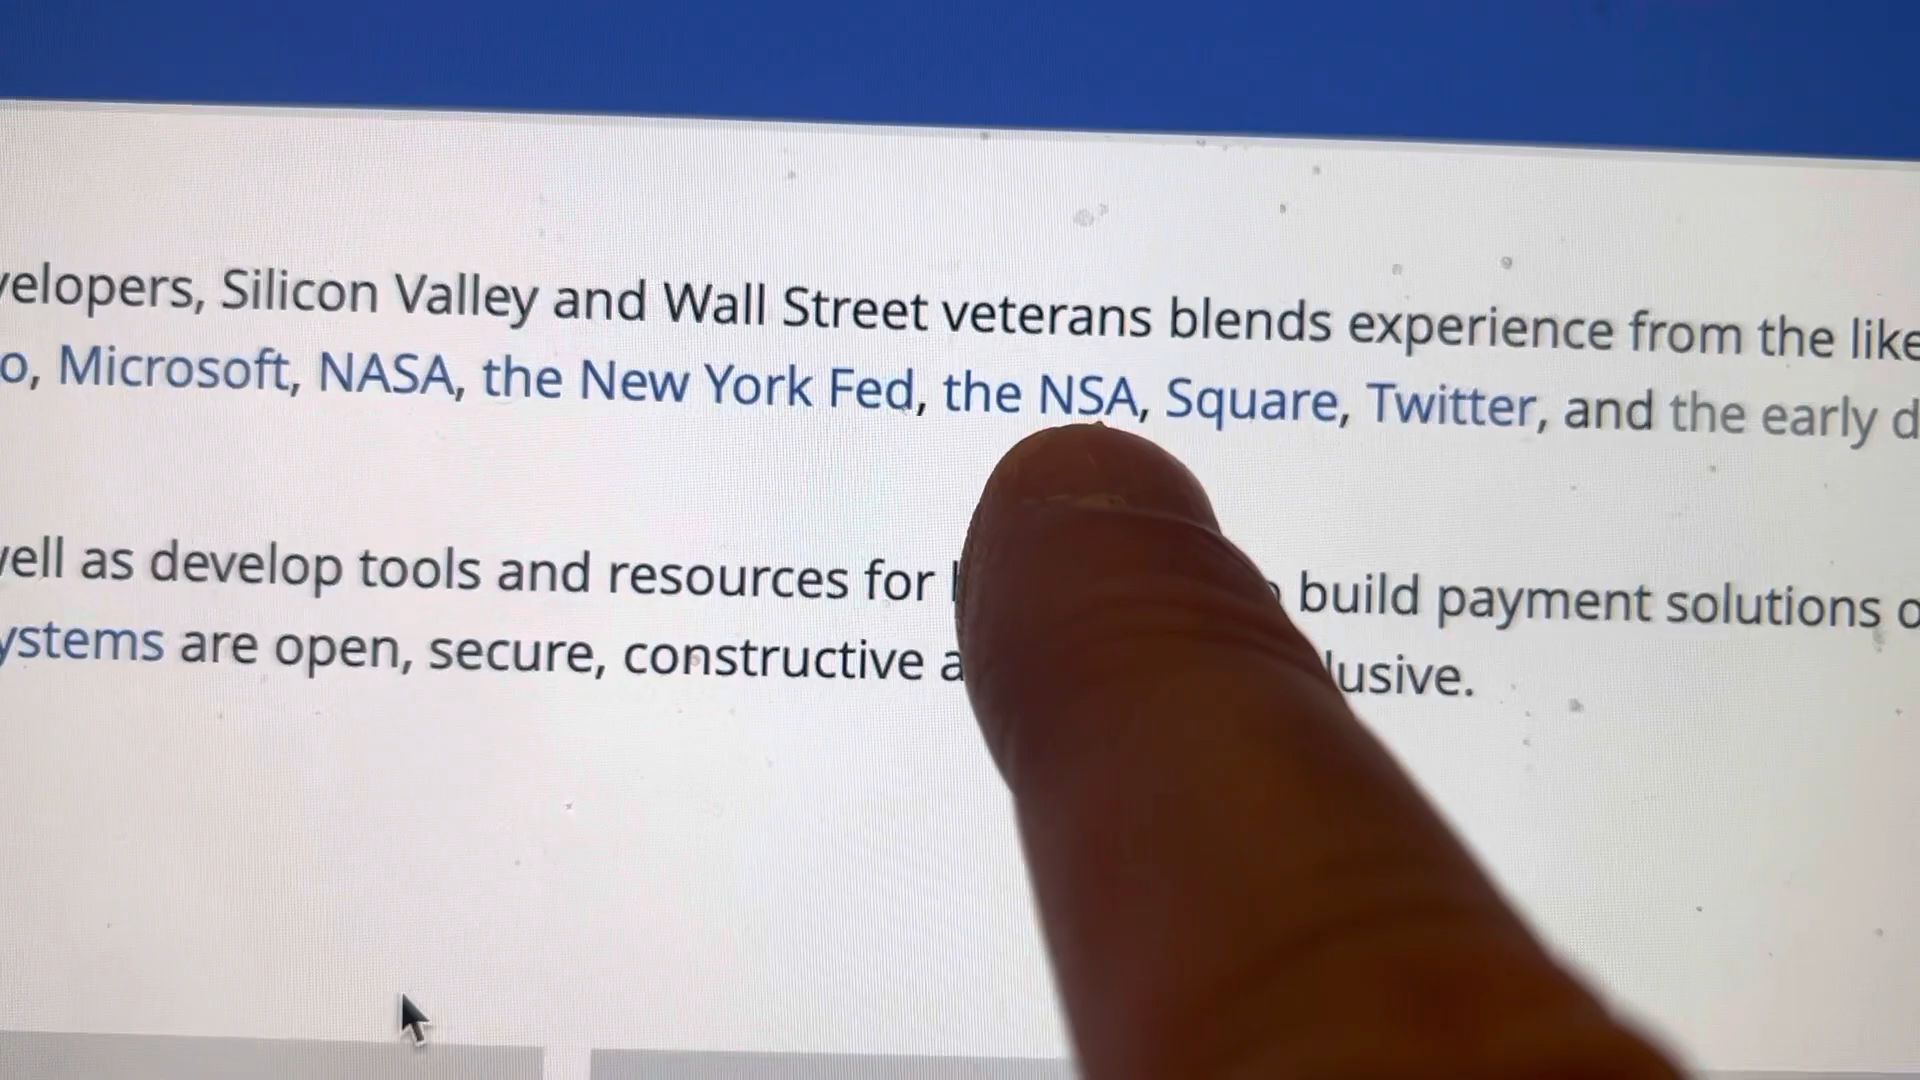 velopers, Silicon Valley and Wall Street veterans blends experience from the like
o, Microsoft, NASA, the New York Fed, the NSA, Square, Twitter, and the early d
well as develop tools and resources for build payment solutions o
ystems are open, secure, constructive lusive.